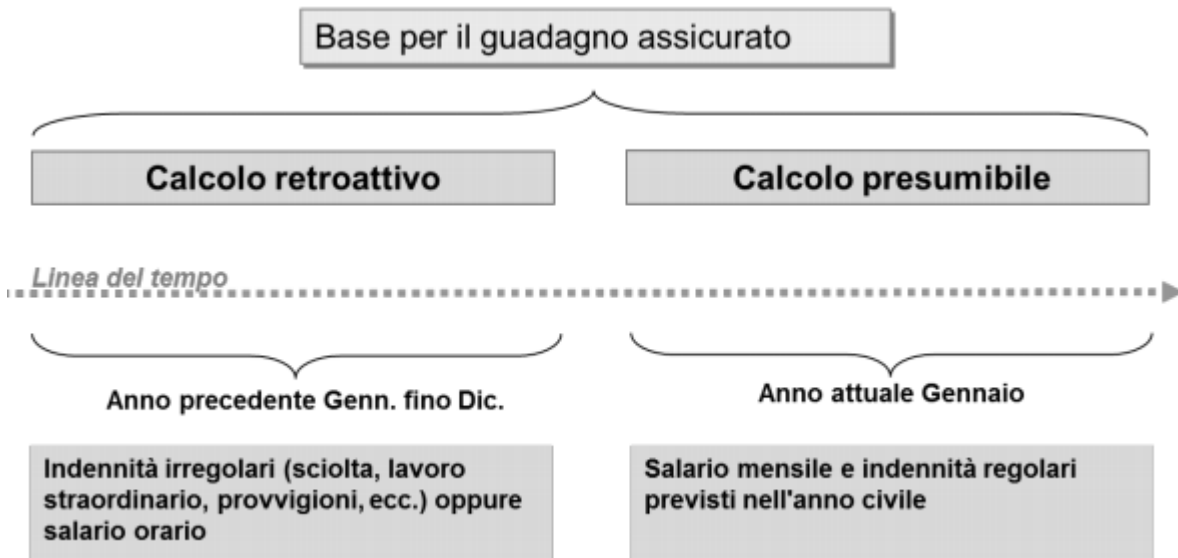 Base per il guadagno assicurato
Calcolo retroattivo
Calcolo presumibile
Linea del tempo
Anno precedente Genn. fino Dic.
Anno attuale Gennaio
Indennità irregolari (sciolta, lavoro
straordinario, provvigioni, ecc.) oppure
salario orario
Salario mensile e indennità regolari
previsti nell'anno civile